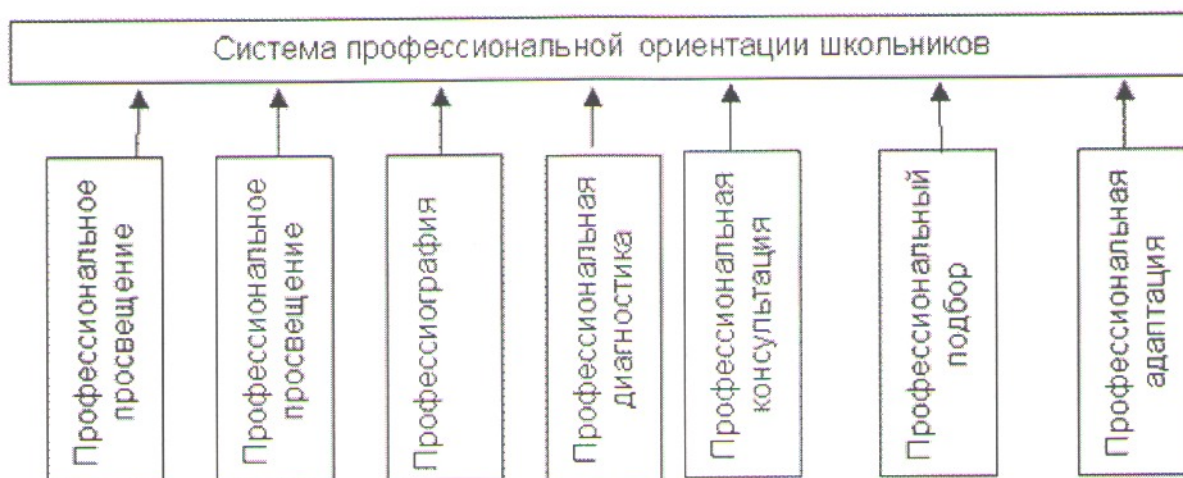 Система профессиональной ориентации школьников
Профессиональное
просвещение
Профессиональное
просвещение
Профессиография
Профессиональная
диагностика
Профессиональная
консультация
Профессиональный
подбор
Профессиональная
адаптация